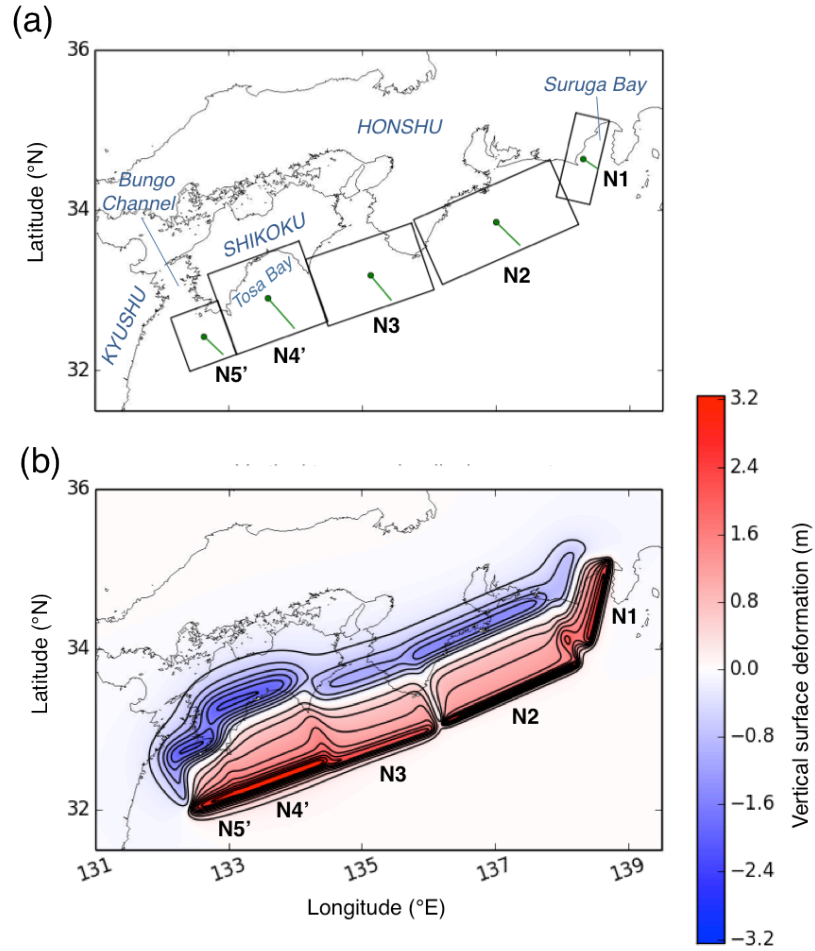 (a)
36
34
32
Latitude (°N)
Suruga Bay
HONSHU
Bungo
Channel
SHIKOKU
Tosa Bay
KYUSHU
N1
N2
N3
N4’
N5’
(b)
36
34
32
Latitude (°N)
N1
N2
N3
N4’
N5’
131
133
135
137
139
Longitude (°E)
3.2
2.4
1.6
0.8
0.0
−0.8
−1.6
−2.4
−3.2
Vertical surface deformation (m)